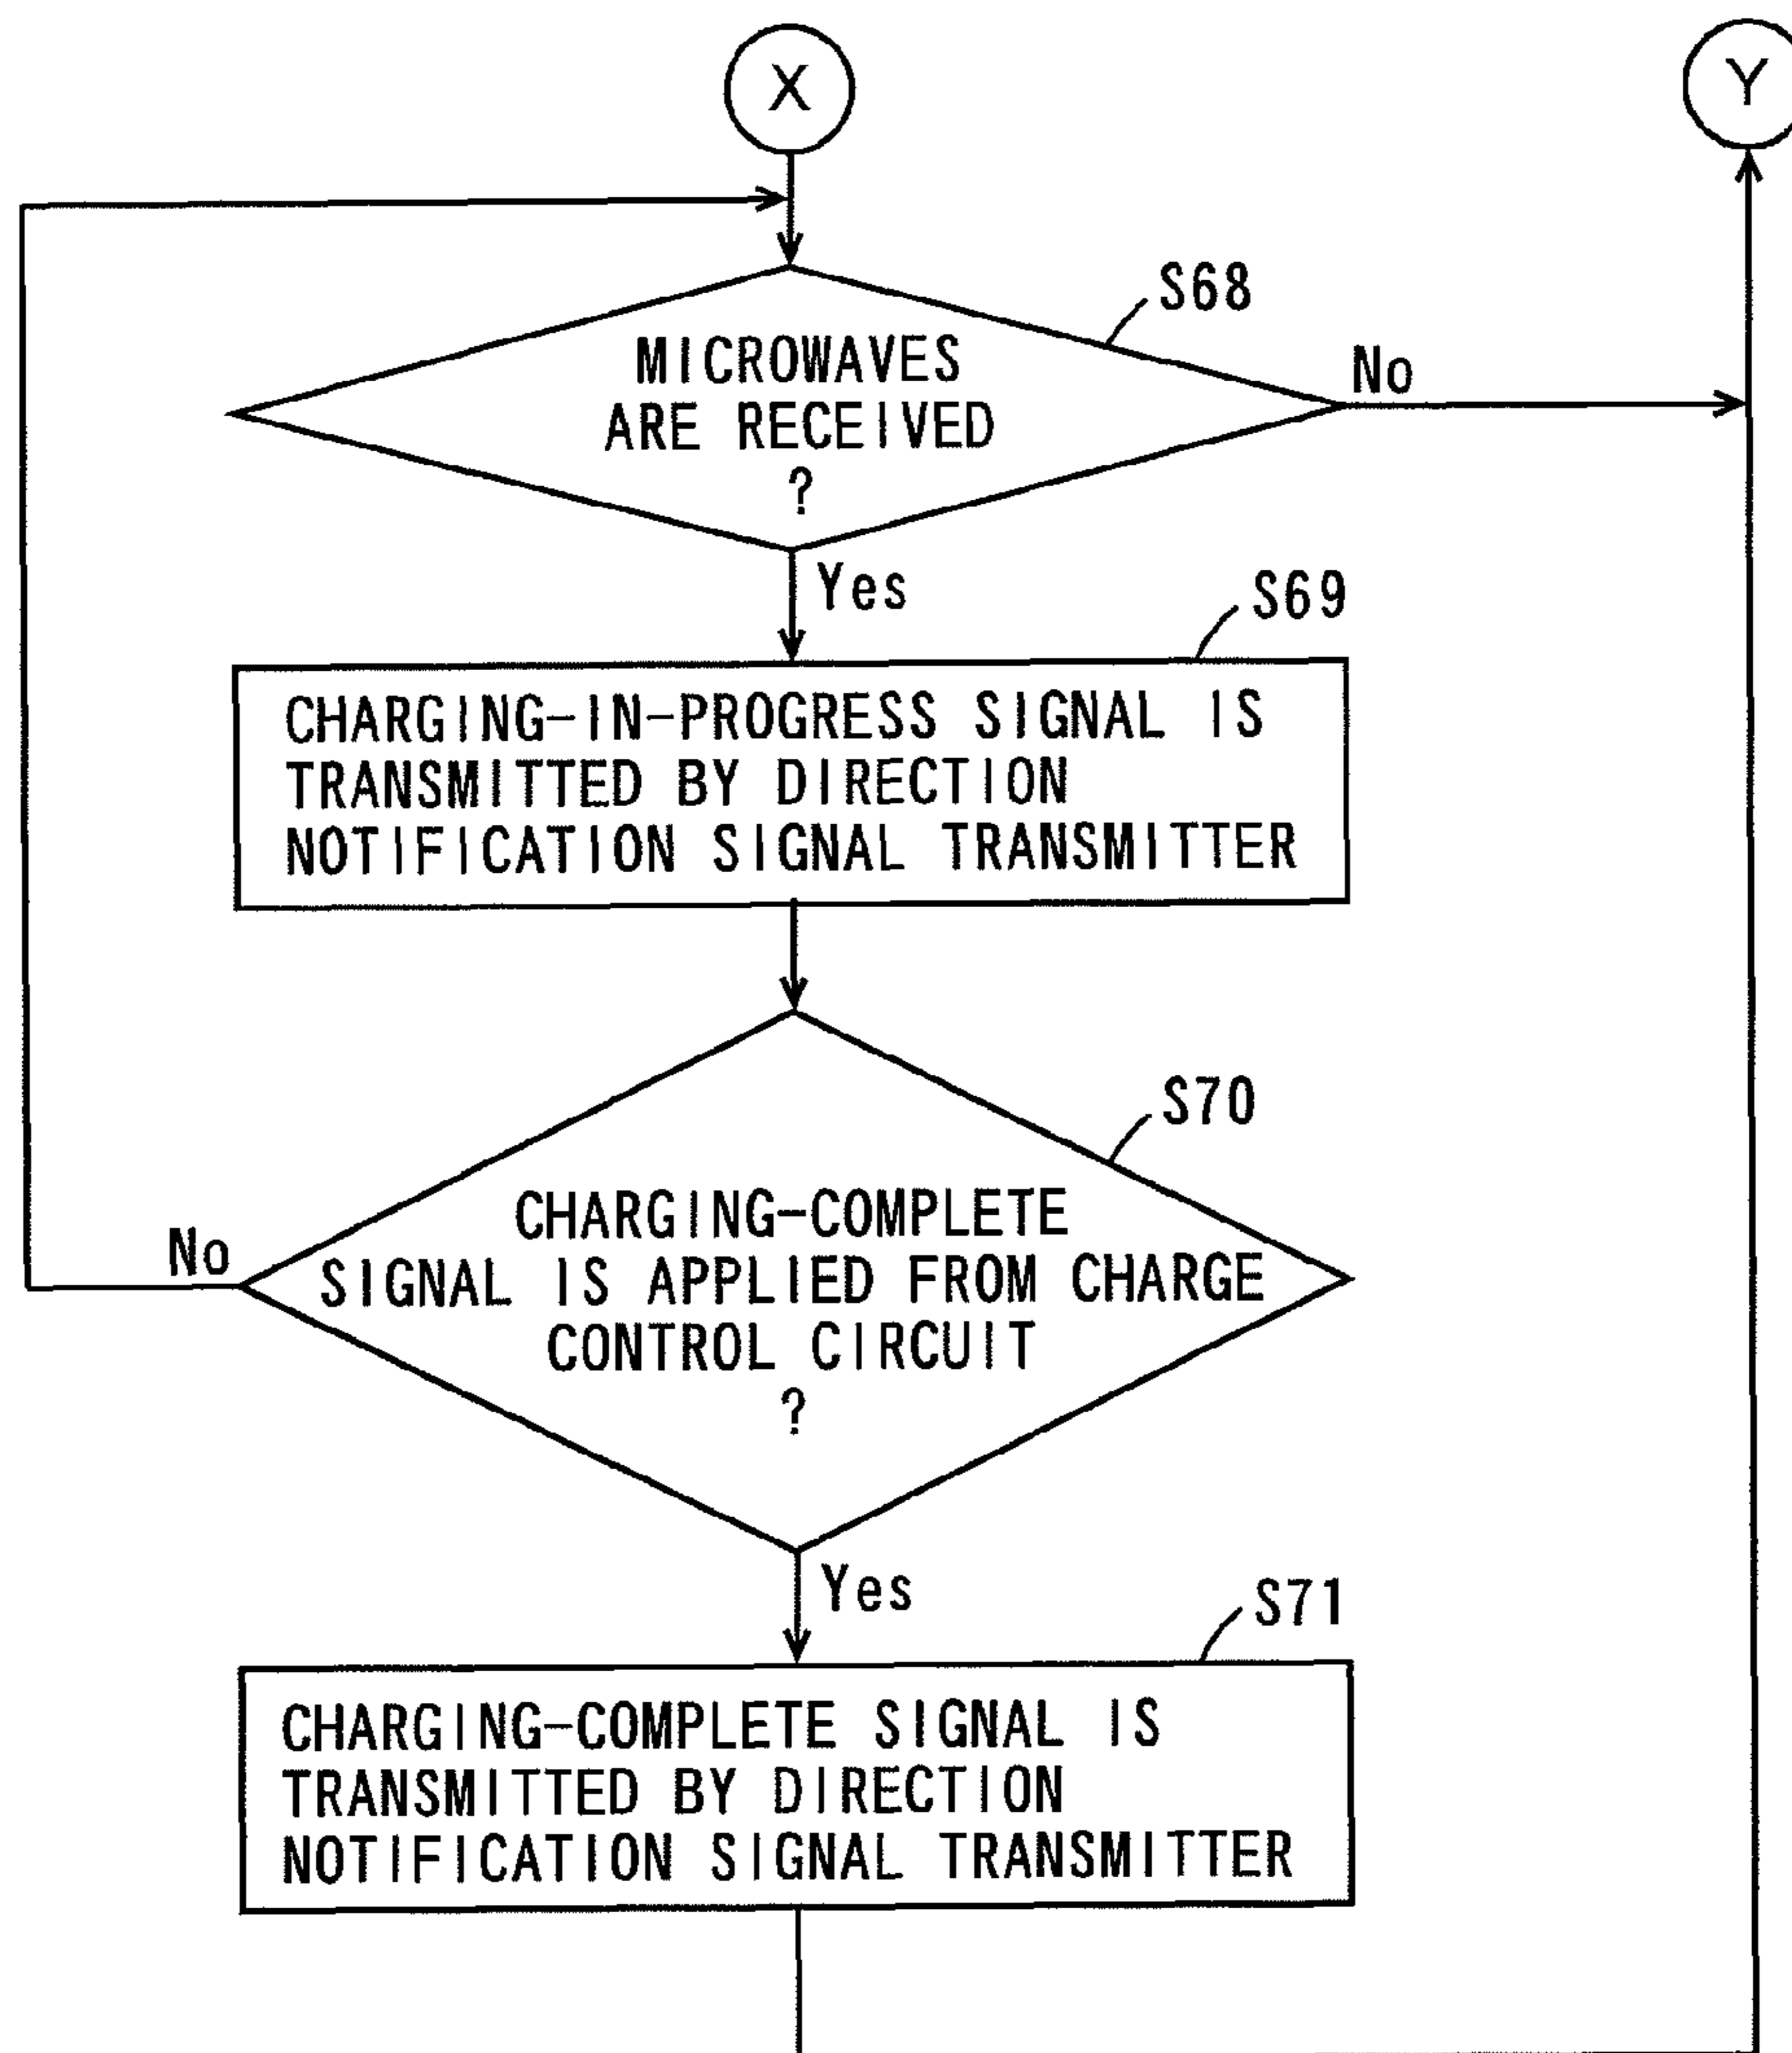 X
Y
S68
MICROWAVES
ARE RECEIVED
?
No
Yes
S69
CHARGING-IN-PROGRESS SIGNAL IS
TRANSMITTED BY DIRECTION
NOTIFICATION SIGNAL TRANSMITTER
S70
CHARGING-COMPLETE
SIGNAL IS APPLIED FROM CHARGE
CONTROL CIRCUIT
?
No
Yes
S71
CHARGING-COMPLETE SIGNAL IS
TRANSMITTED BY DIRECTION
NOTIFICATION SIGNAL TRANSMITTER